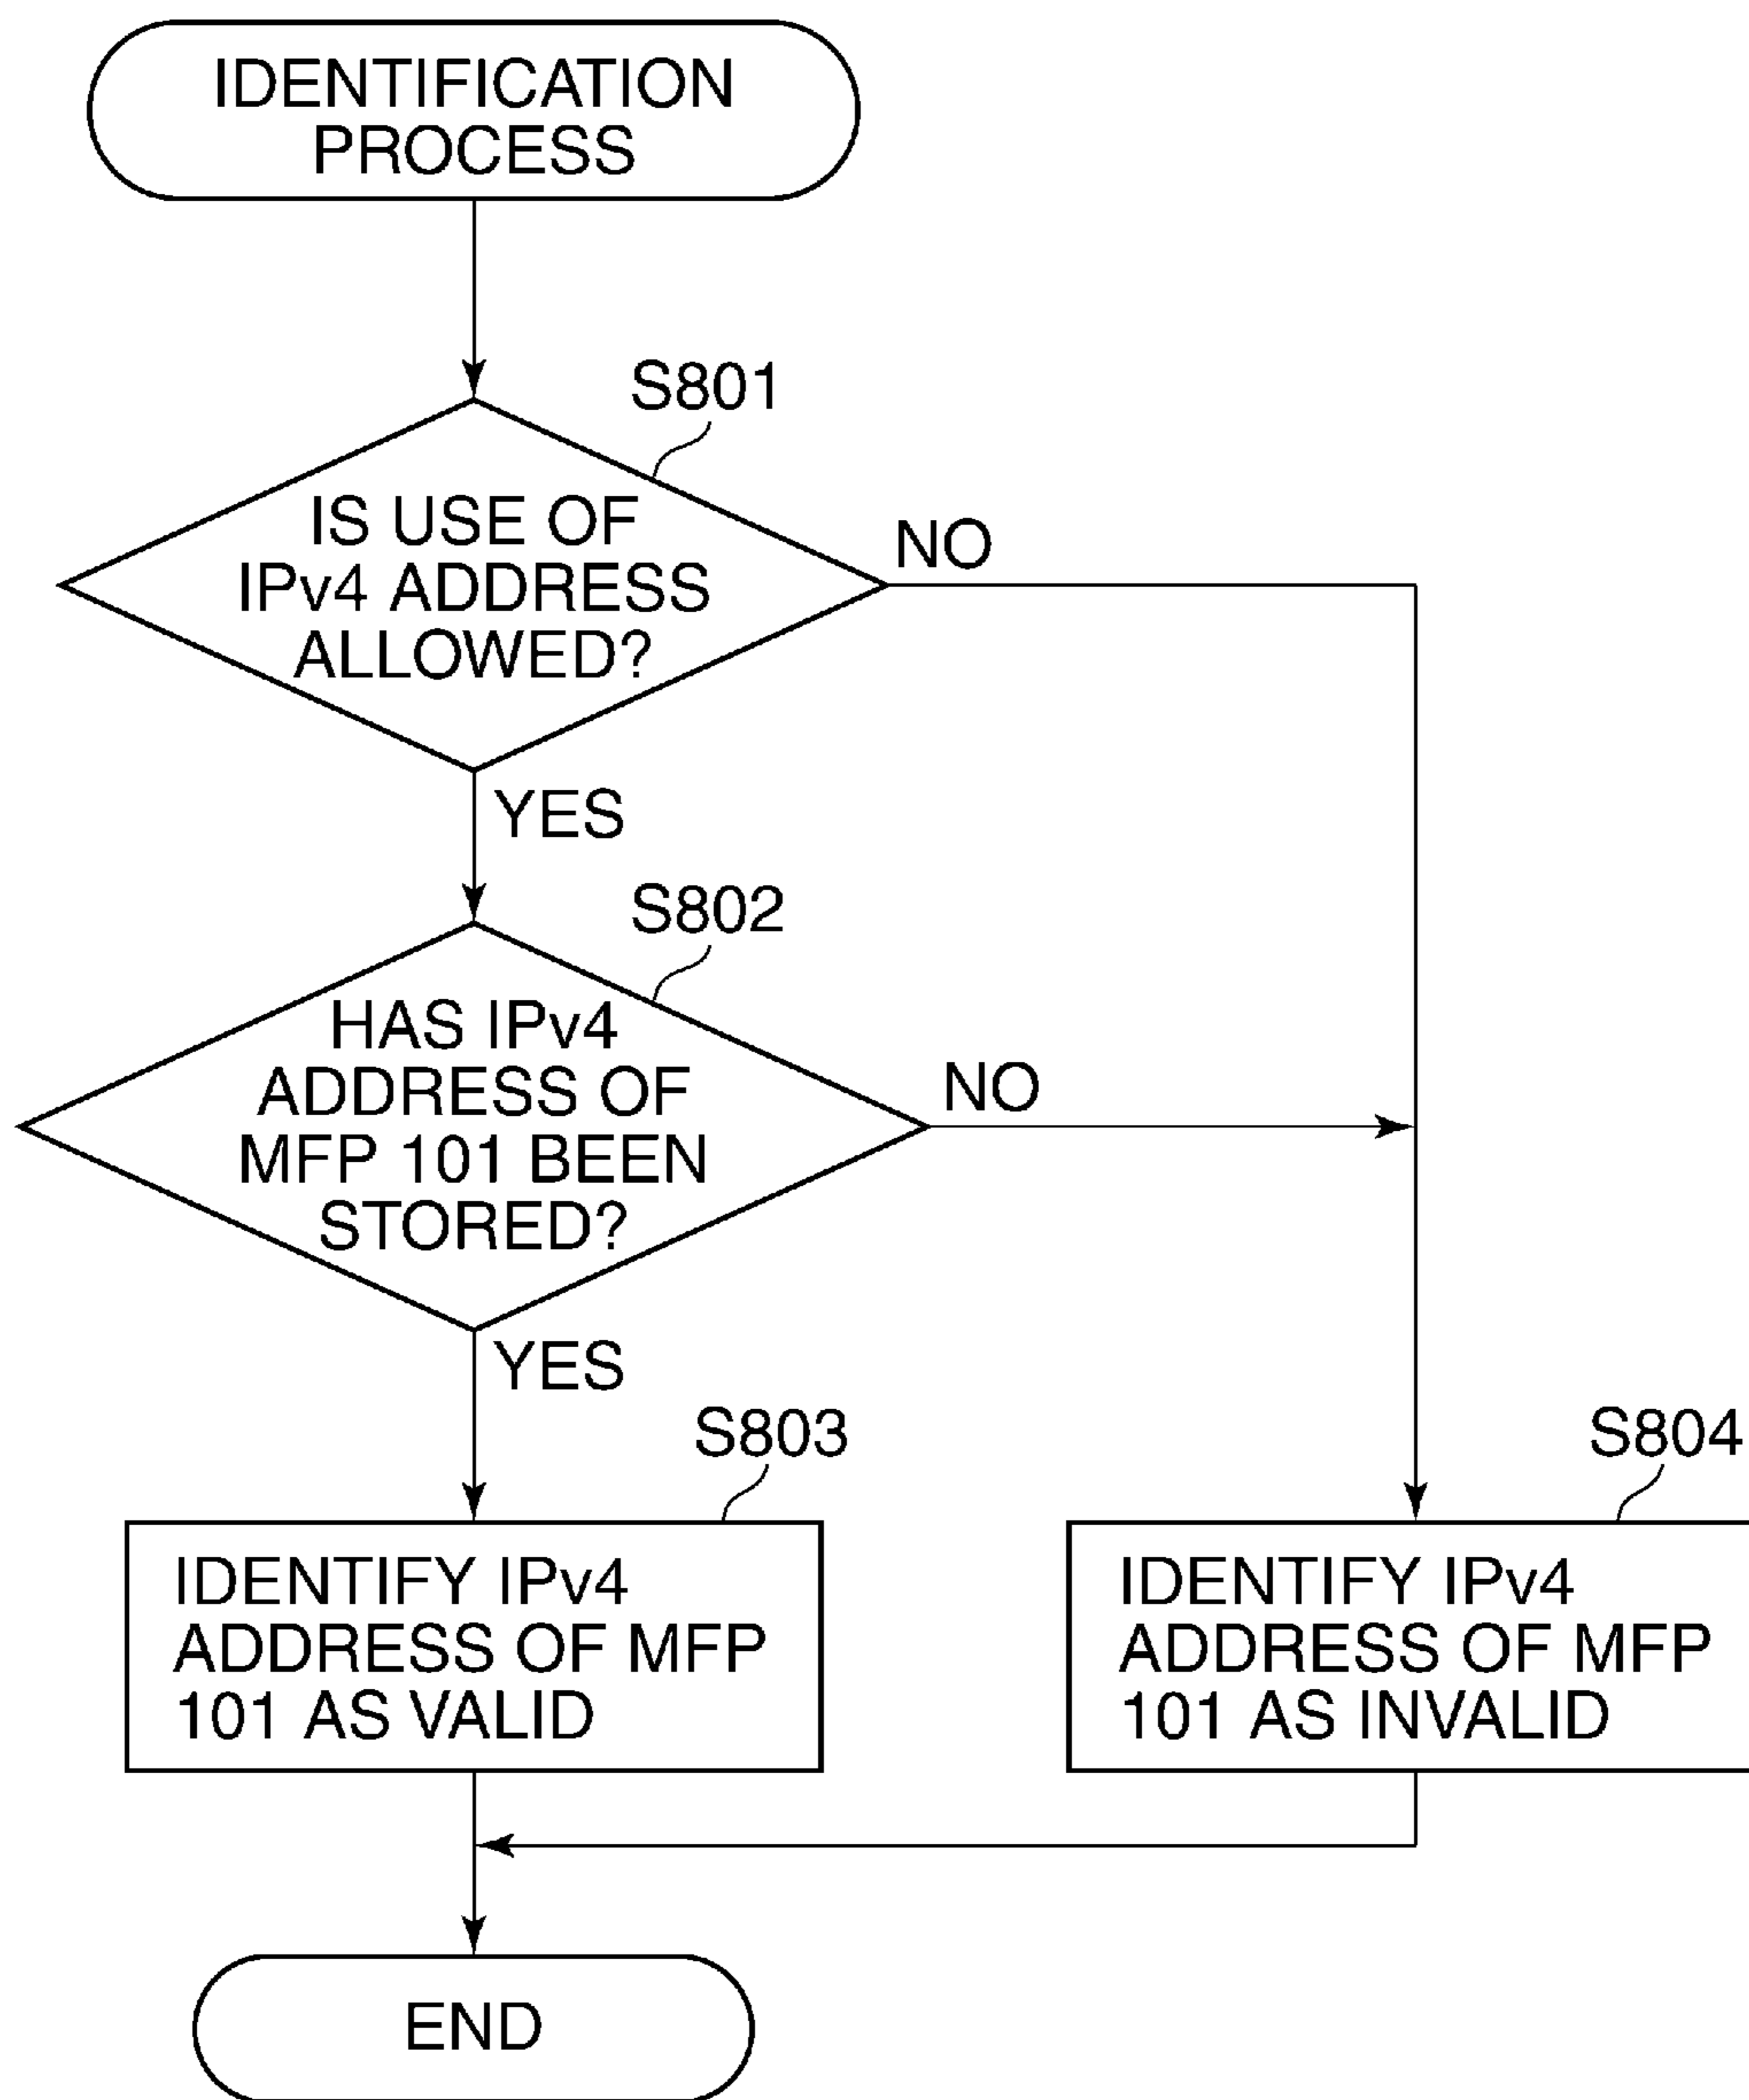 IDENTIFICATION
PROCESS
S801
IS USE OF
IPv4 ADDRESS
ALLOWED?
NO
YES
S802
HAS IPv4
ADDRESS OF
MFP 101 BEEN
STORED?
NO
YES
S803
IDENTIFY IPv4
ADDRESS OF MFP
101 AS VALID
S804
IDENTIFY IPv4
ADDRESS OF MFP
101 AS INVALID
END